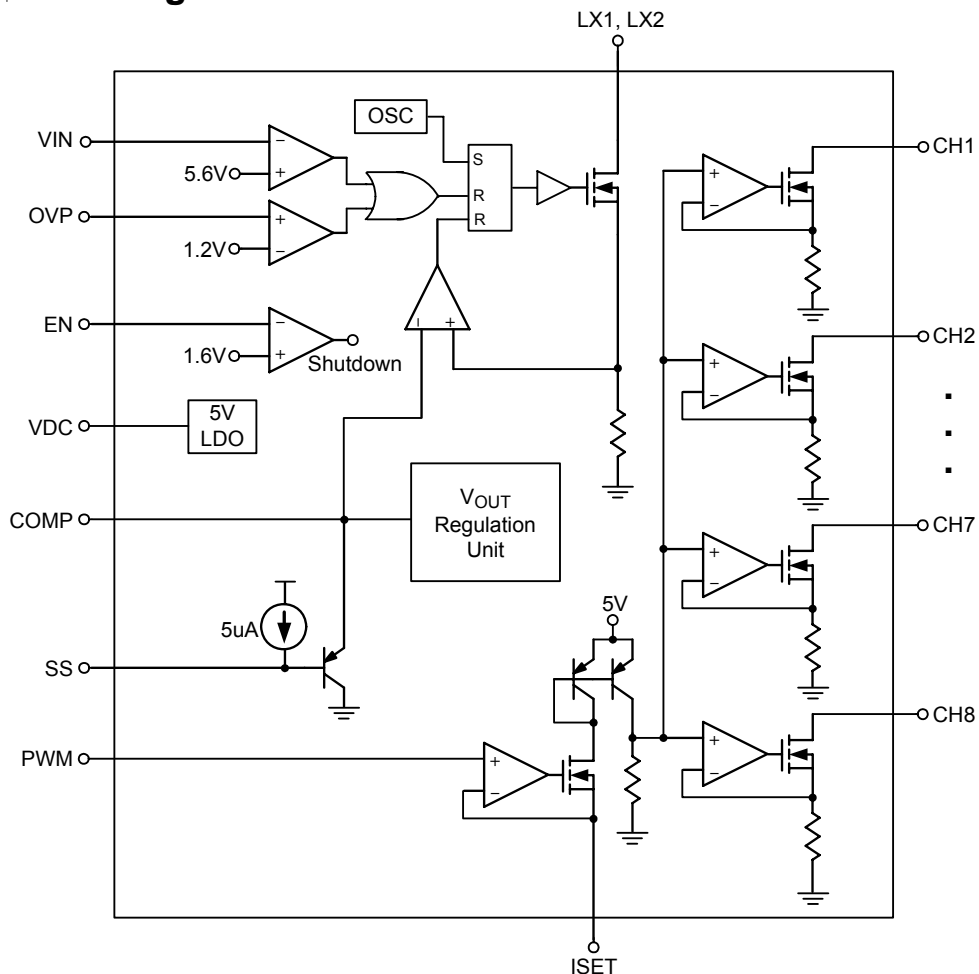 LX1, LX2
OSC
VIN
−
5.6V
+
S
R
R
OVP
+
1.2V
−
EN
−
1.6V
+
Shutdown
−
+
VDC
5V
LDO
COMP
VOUT
Regulation
Unit
5uA
SS
5V
PWM
+
−
ISET
+
−
CH1
+
−
CH2
.
.
.
+
−
CH7
+
−
CH8